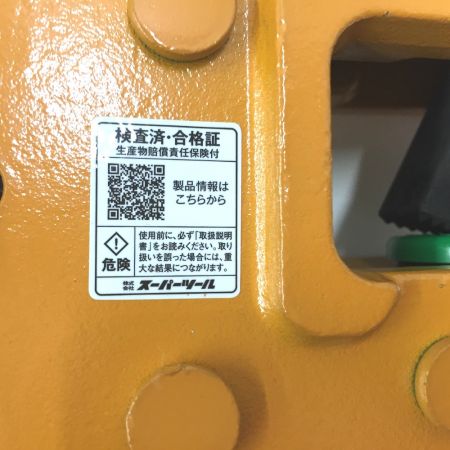 検査済・合格証
生産物賠償責任保険付
製品情報は
こちらから
危険
使用前に、必ず「取扱説明
書」をお読みください。取り
扱いを誤った場合には、重
大な結果につながります。
株式会社 スーパーツール